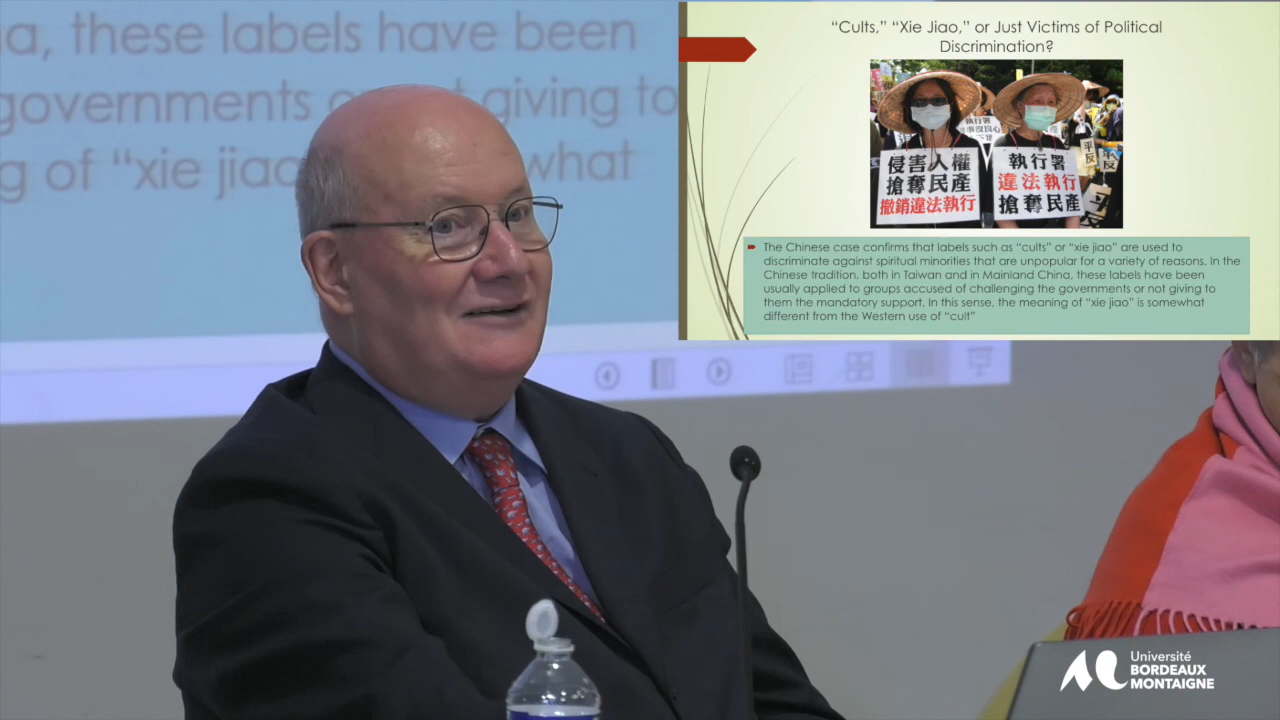 a, these labels have been
governments
giving to
g of “xie jiao
what
“Cults,” “Xie Jiao,” or Just Victims of Political
Discrimination?
侵害人權
搶奪民產
撤銷違法執行
執行署
違法執行
搶奪民產
平反
The Chinese case confirms that labels such as “cults” or “xie jiao” are used to
discriminate against spiritual minorities that are unpopular for a variety of reasons. In the
Chinese tradition, both in Taiwan and in Mainland China, these labels have been
usually applied to groups accused of challenging the governments or not giving to
them the mandatory support. In this sense, the meaning of “xie jiao” is somewhat
different from the Western use of “cult”
Université
BORDEAUX
MONTAIGNE